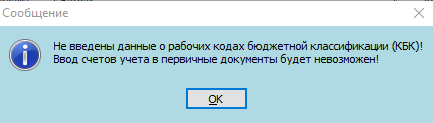 Сообщение
Не введены данные о рабочих кодах бюджетной классификации (КБК)!
Ввод счетов учета в первичные документы будет невозможен!
OK